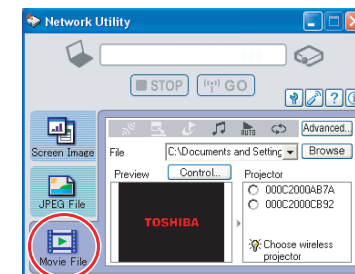 Network Utility
STOP
GO
?
AUTO
Advanced...
Screen Image
File
C:\Documents and Setting
Browse
Preview
Control...
Projector
000C2000AB7A
000C2000CB92
JPEG File
TOSHIBA
Choose wireless
projector
Movie File